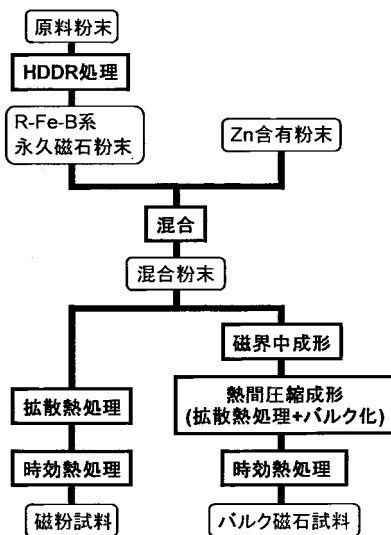 原料粉末
HDDR処理
R-Fe-B系
永久磁石粉末
Zn含有粉末
混合
混合粉末
磁界中成形
拡散熱処理
熱間圧縮成形
(拡散熱処理+バルク化)
時効熱処理
時効熱処理
磁粉試料
バルク磁石試料